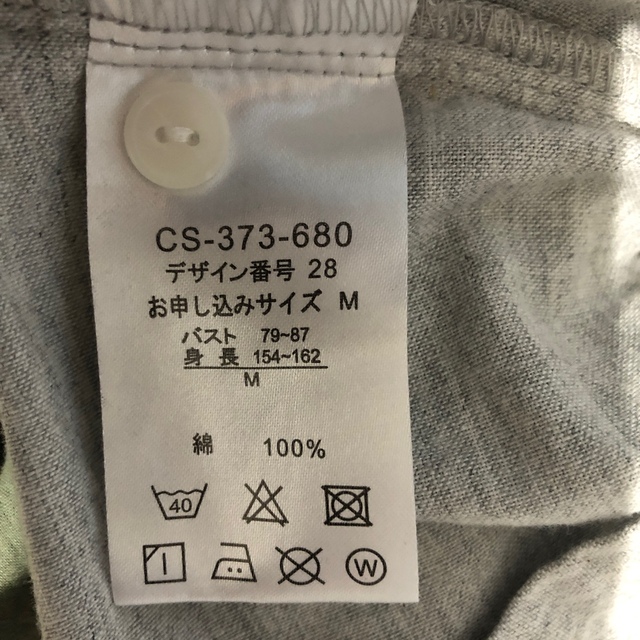 CS-373-680
デザイン番号 28
お申し込みサイズ M
バスト 79~87
身長 154~162
M
綿 100%
40
W